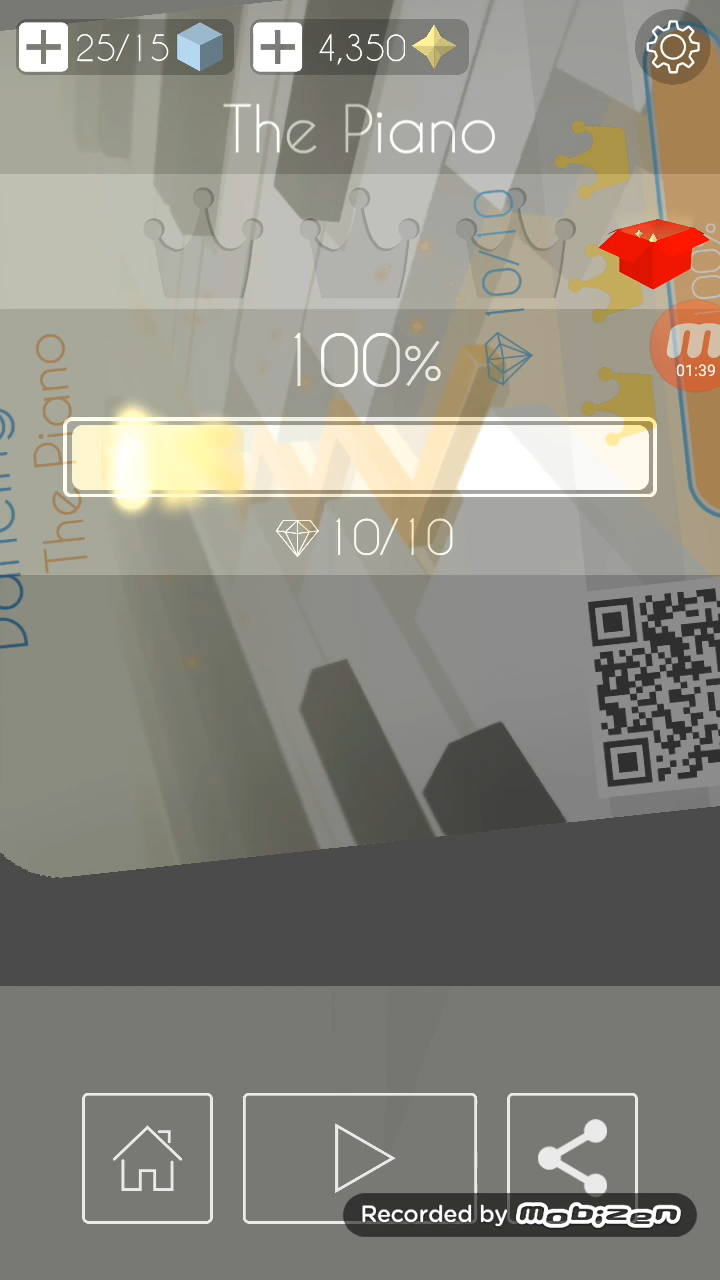 25/15
4,350
The Piano
10/10
100%
100%
01:39
The Piano
Dancing
10/10
Recorded by mobizen